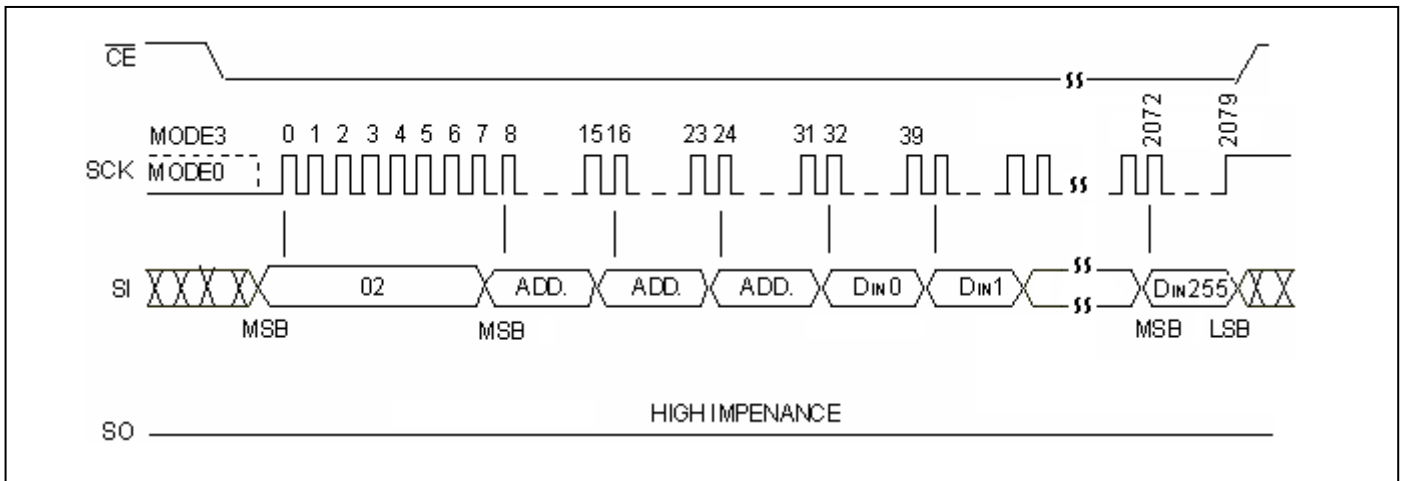 CE
MODE3 0 1 2 3 4 5 6 7 8 15 16 23 24 31 32 39 2072 2079
SCK MODE0
SI 02 ADD. ADD. ADD. DIN0 DIN1 DIN255
MSB MSB MSB LSB
HIGH IMPENANCE
SO